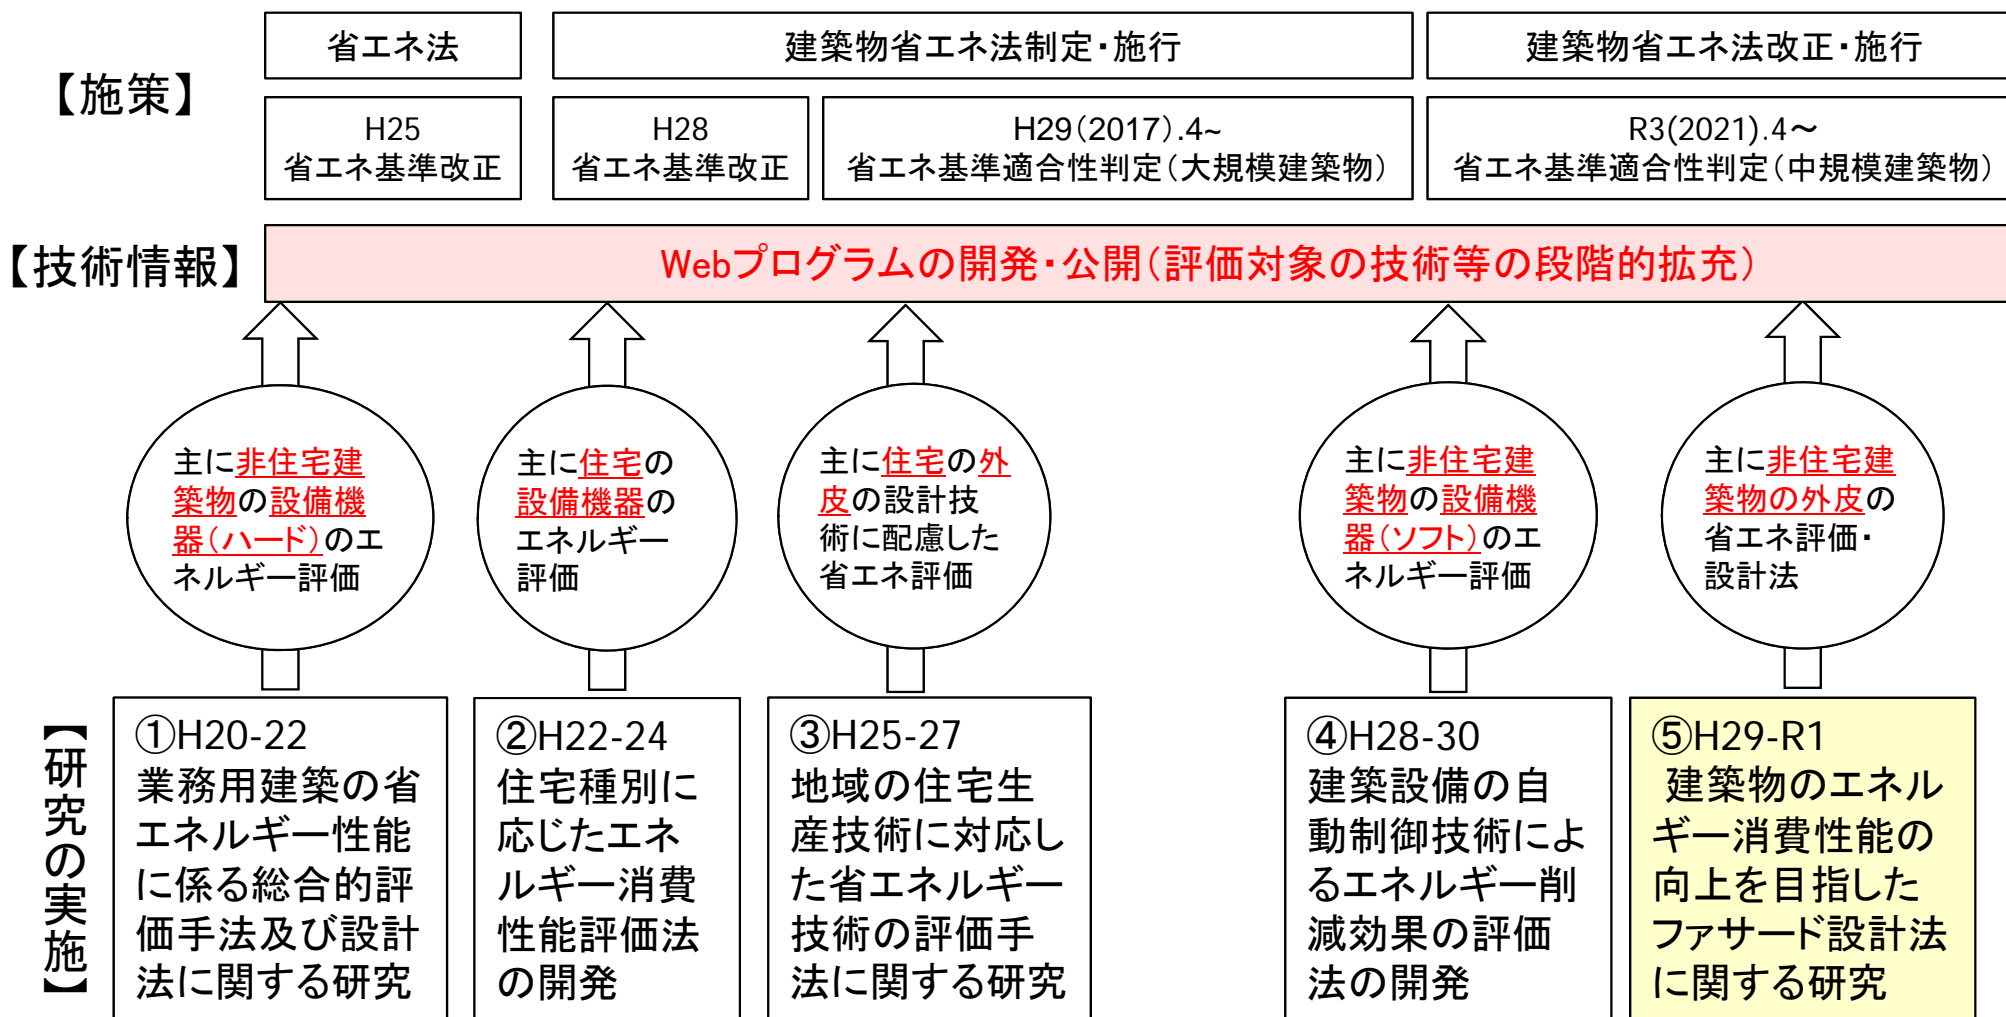 【施策】
省エネ法
建築物省エネ法制定・施行
建築物省エネ法改正・施行
H25
省エネ基準改正
H28
省エネ基準改正
H29(2017).4~
省エネ基準適合性判定(大規模建築物)
R3(2021).4～
省エネ基準適合性判定(中規模建築物)
【技術情報】
Webプログラムの開発・公開(評価対象の技術等の段階的拡充)
主に非住宅建
築物の設備機
器(ハード)のエ
ネルギー評価
主に住宅の
設備機器の
エネルギー
評価
主に住宅の外
皮の設計技
術に配慮した
省エネ評価
主に非住宅建
築物の設備機
器(ソフト)のエ
ネルギー評価
主に非住宅建
築物の外皮の
省エネ評価・
設計法
【研究の実施】
①H20-22
業務用建築の省
エネルギー性能
に係る総合的評
価手法及び設計
法に関する研究
②H22-24
住宅種別に
応じたエネ
ルギー消費
性能評価法
の開発
③H25-27
地域の住宅生
産技術に対応し
た省エネルギー
技術の評価手
法に関する研究
④H28-30
建築設備の自
動制御技術によ
るエネルギー削
減効果の評価
法の開発
⑤H29-R1
建築物のエネル
ギー消費性能の
向上を目指した
ファサード設計法
に関する研究